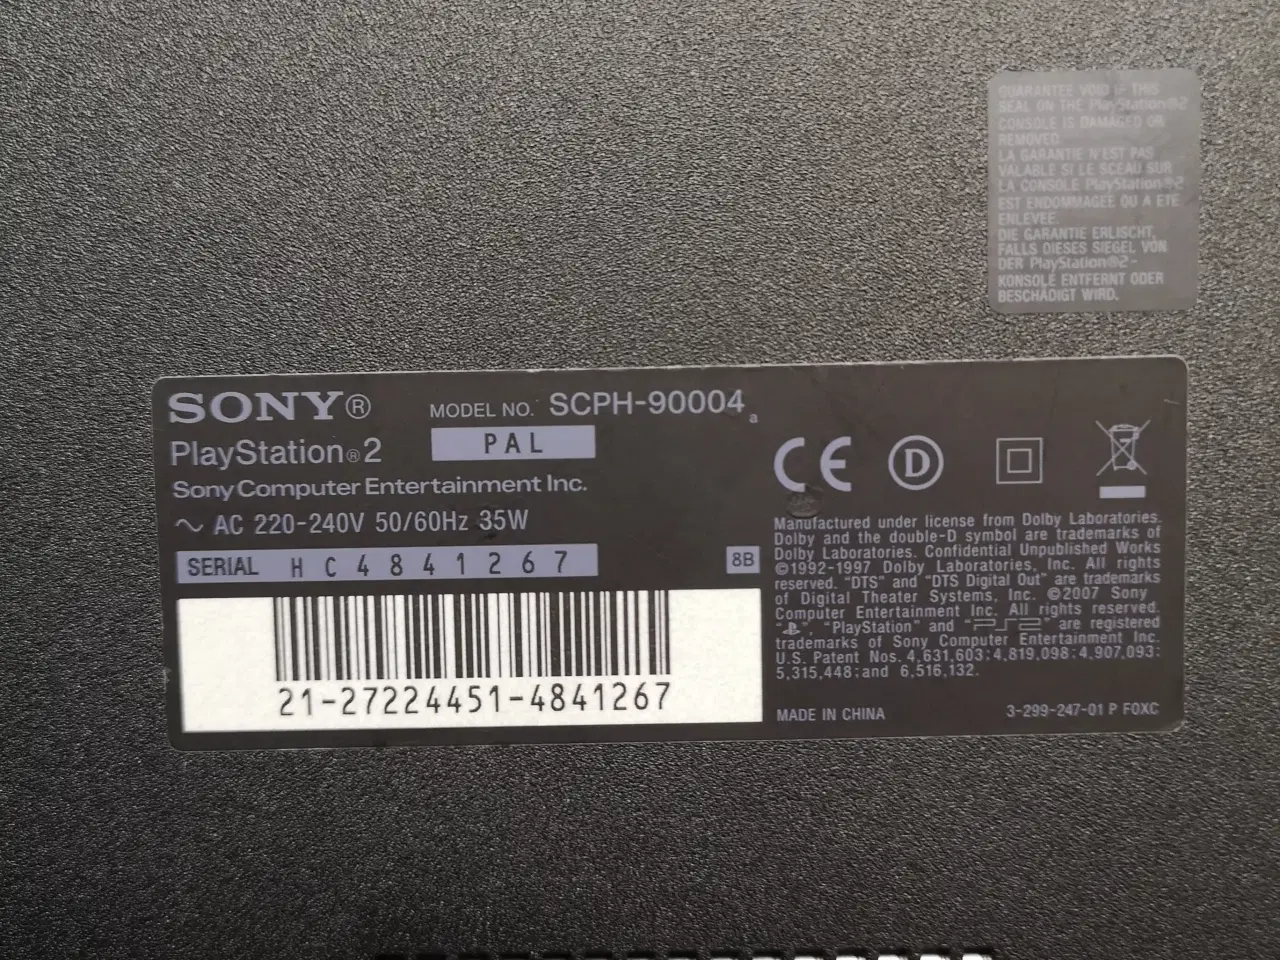 GUARANTEE VOID IF THIS
SEAL ON THE PlayStation®2
CONSOLE IS DAMAGED OR
REMOVED.
LA GARANTIE N'EST PAS
VALABLE SI LE SCEAU SUR
LA CONSOLE PlayStation®2
EST ENDOMMAGEE OU A ETE
ENLEVEE.
DIE GARANTIE ERLISCHT,
FALLS DIESES SIEGEL VON
DER PlayStation®2-
KONSOLE ENTFERNT ODER
BESCHÄDIGT WIRD.
SONY® MODEL NO. SCPH-90004 a
PlayStation®2 PAL
Sony Computer Entertainment Inc.
~ AC 220-240V 50/60Hz 35W
SERIAL HC4841267 8B
21-27224451-4841267
CE D
Manufactured under license from Dolby Laboratories.
Dolby and the double-D symbol are trademarks of
Dolby Laboratories. Confidential Unpublished Works
©1992-1997 Dolby Laboratories, Inc. All rights
reserved. "DTS" and "DTS Digital Out" are trademarks
of Digital Theater Systems, Inc. ©2007 Sony
Computer Entertainment Inc. All rights reserved.
"PS", "PlayStation" and "PS2" are registered
trademarks of Sony Computer Entertainment Inc.
U.S. Patent Nos. 4,631,603;4,819,098;4,907,093;
5,315,448;and 6,516,132.
MADE IN CHINA 3-299-247-01 P FOXC